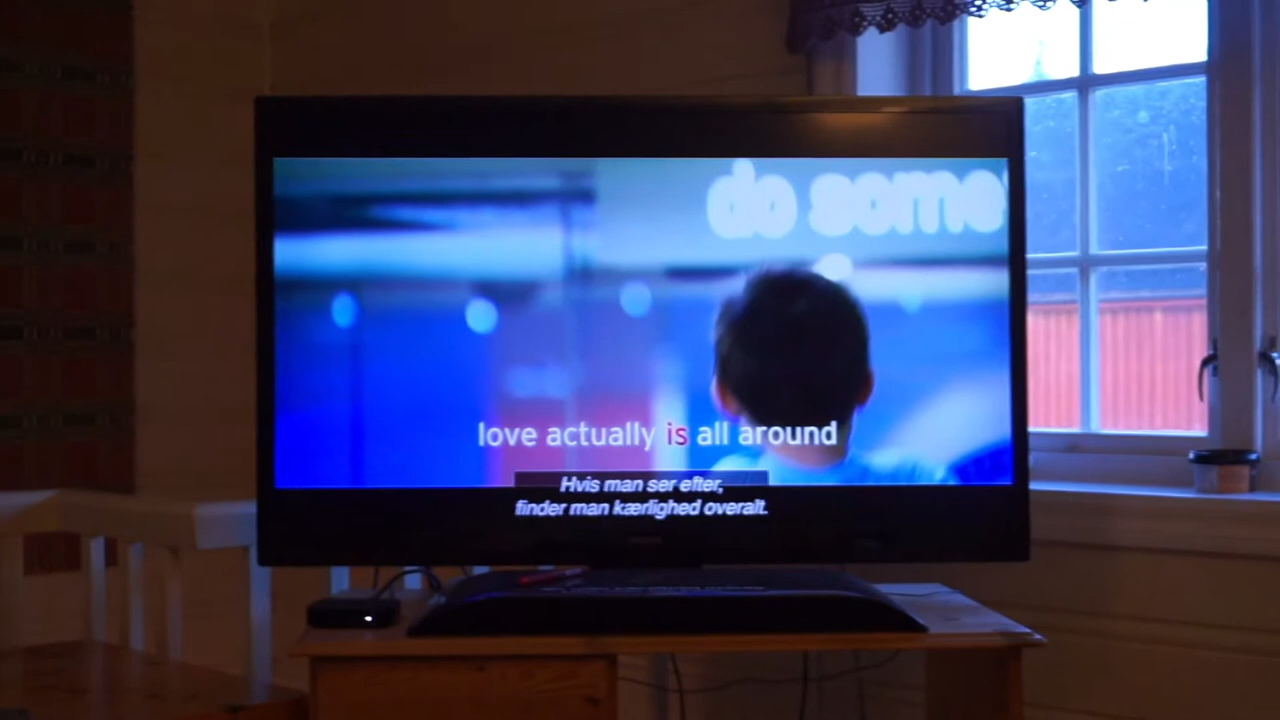 do some
love actually is all around
Hvis man ser efter,
finder man kærlighed overalt.